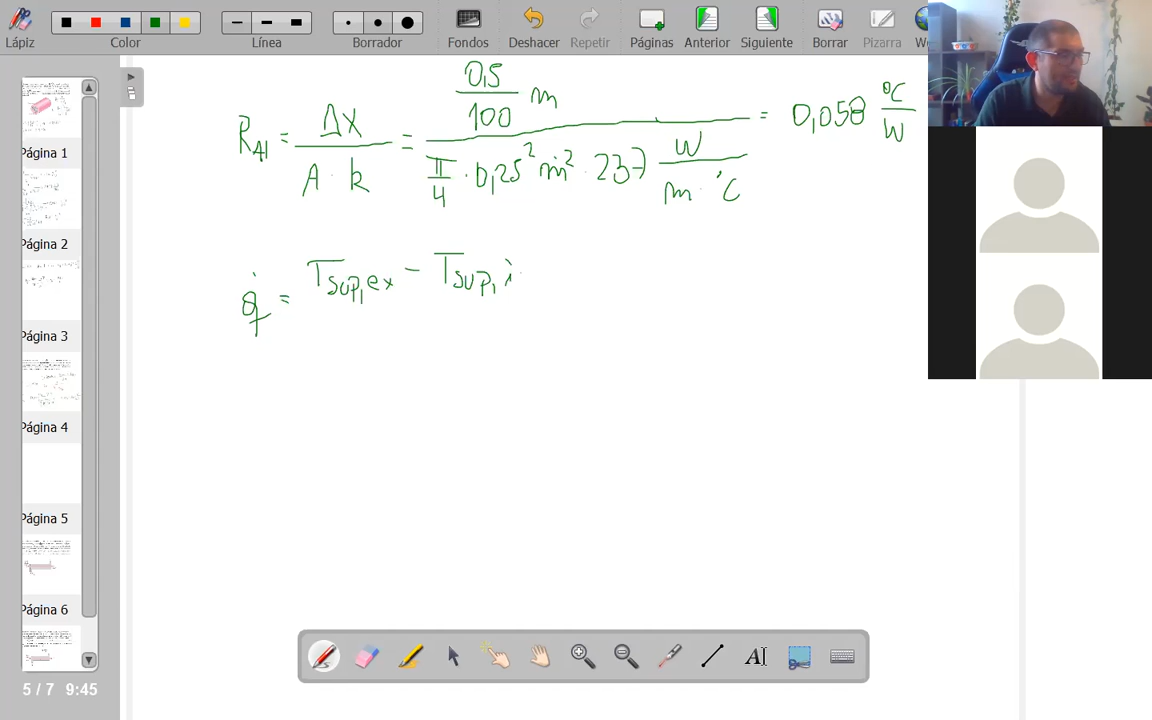 Lápiz Color Línea Borrador Fondos Deshacer Repetir Páginas Anterior Siguiente Borrar Pizarra
Página 1
Página 2
Página 3
Página 4
Página 5
Página 6
5 / 7 9:45
R_Al = Δx / (A · k) = (0,5/100 m) / (π/4 · 0,25² m² · 237 W/(m · °C)) = 0,058 °C/W
q̇ = T_sup,ex − T_sup,i